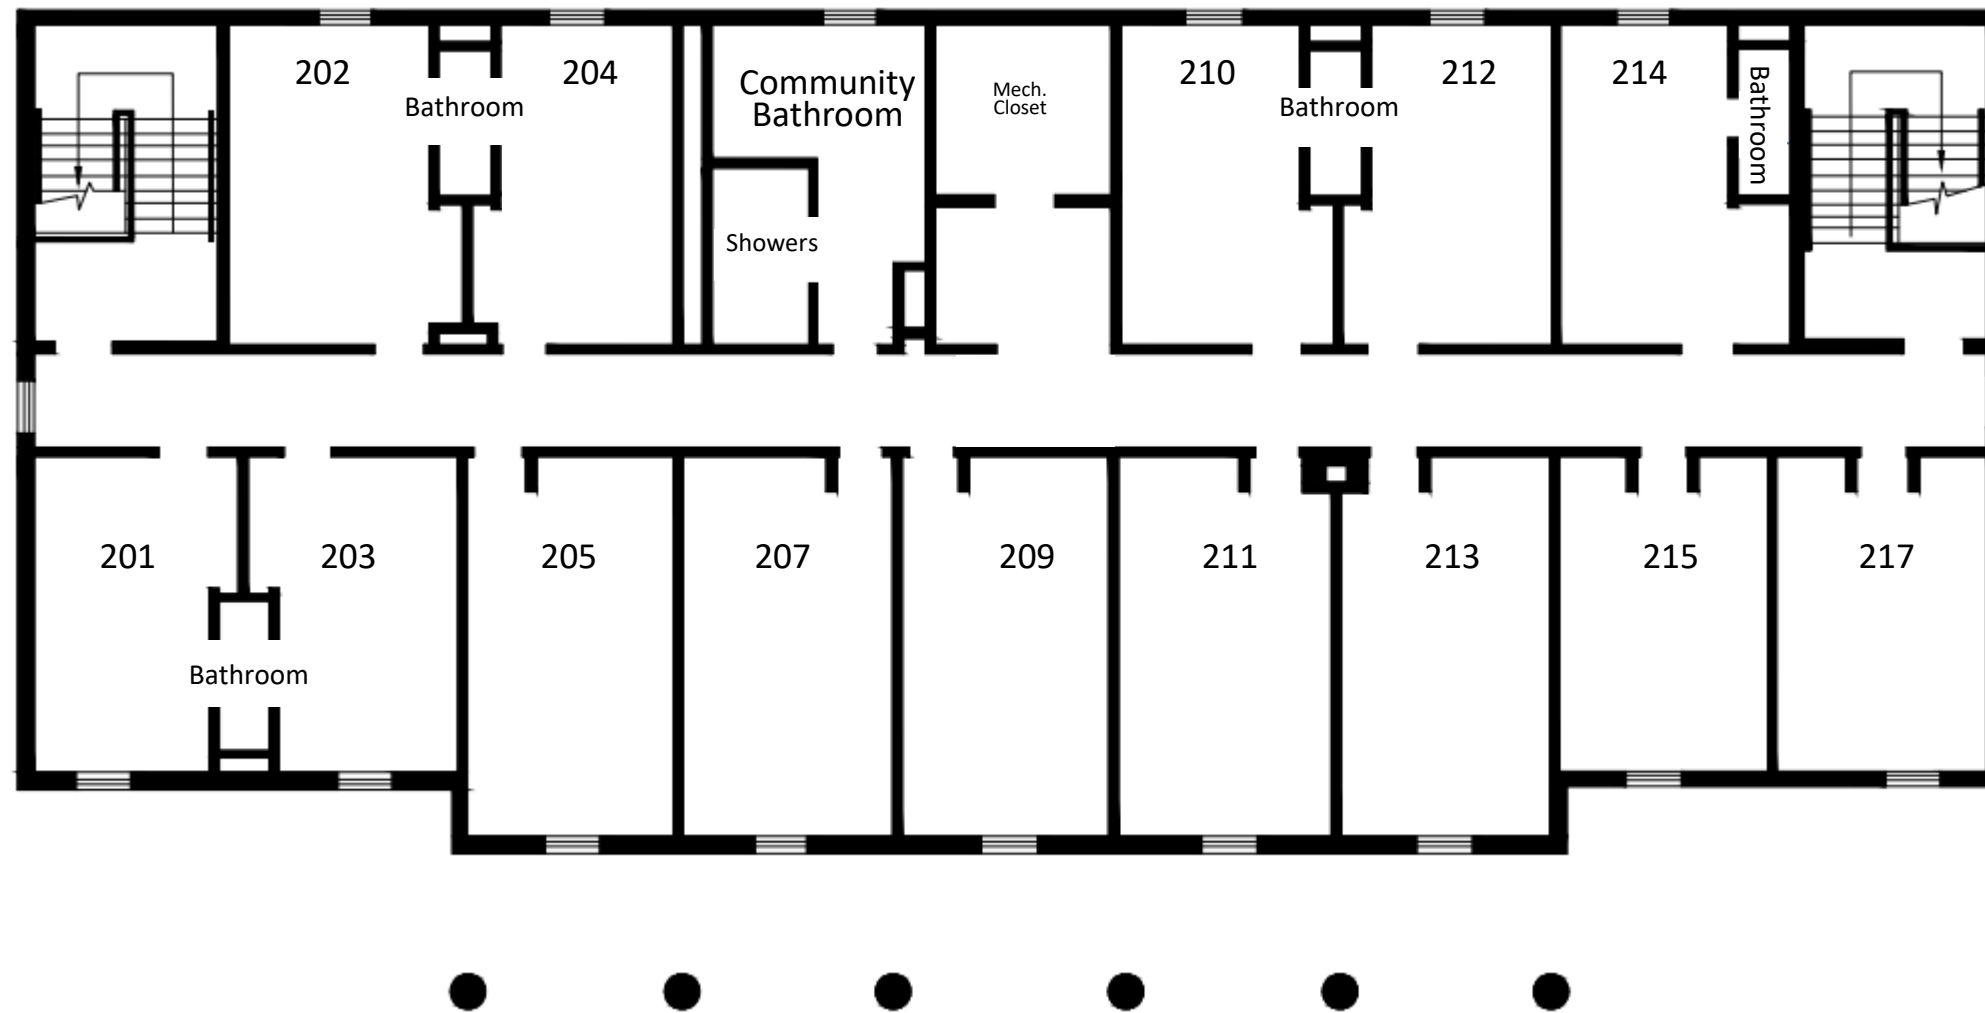 202
204
Community
Bathroom
Mech.
Closet
210
212
214
Bathroom
Bathroom
Bathroom
Showers
201
203
205
207
209
211
213
215
217
Bathroom